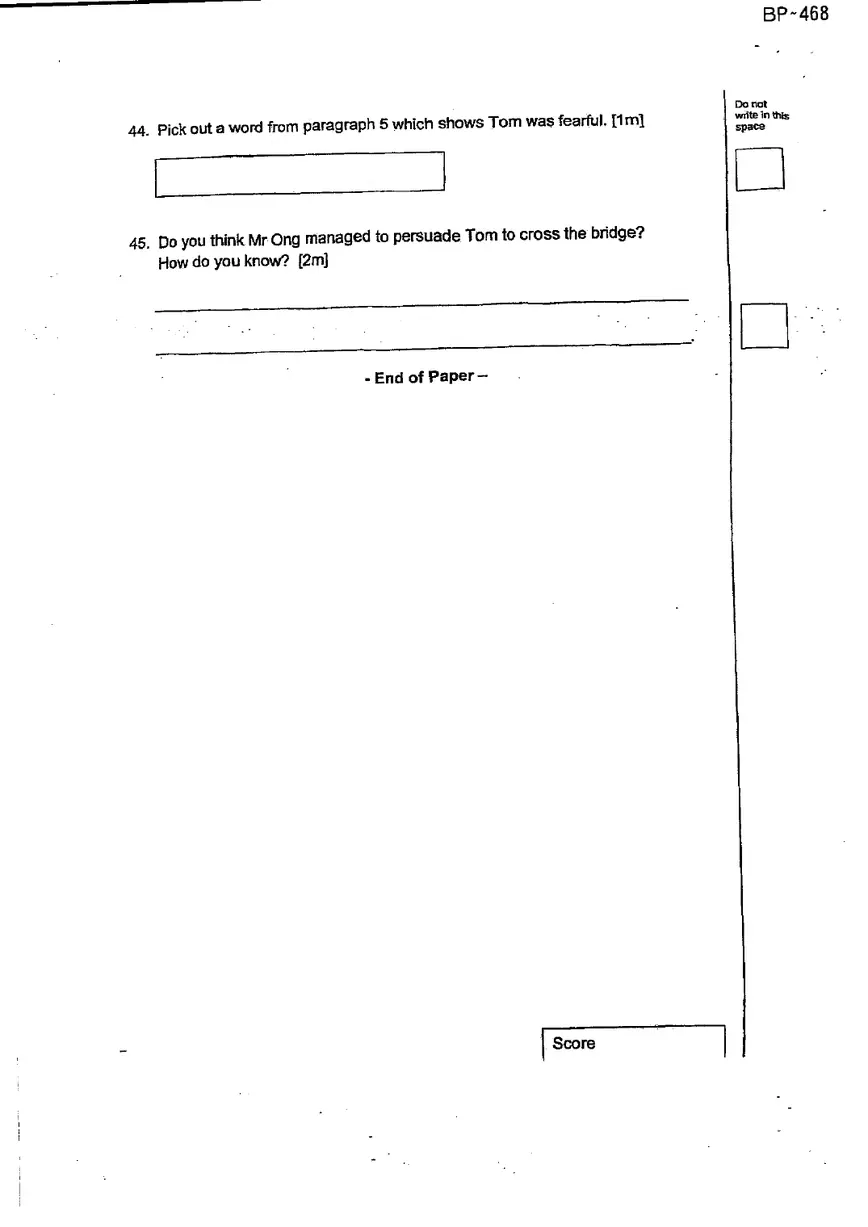 BP~468
Do not
write in this
space
44. Pick out a word from paragraph 5 which shows Tom was fearful. [1m]
45. Do you think Mr Ong managed to persuade Tom to cross the bridge?
How do you know? [2m]
- End of Paper –
Score